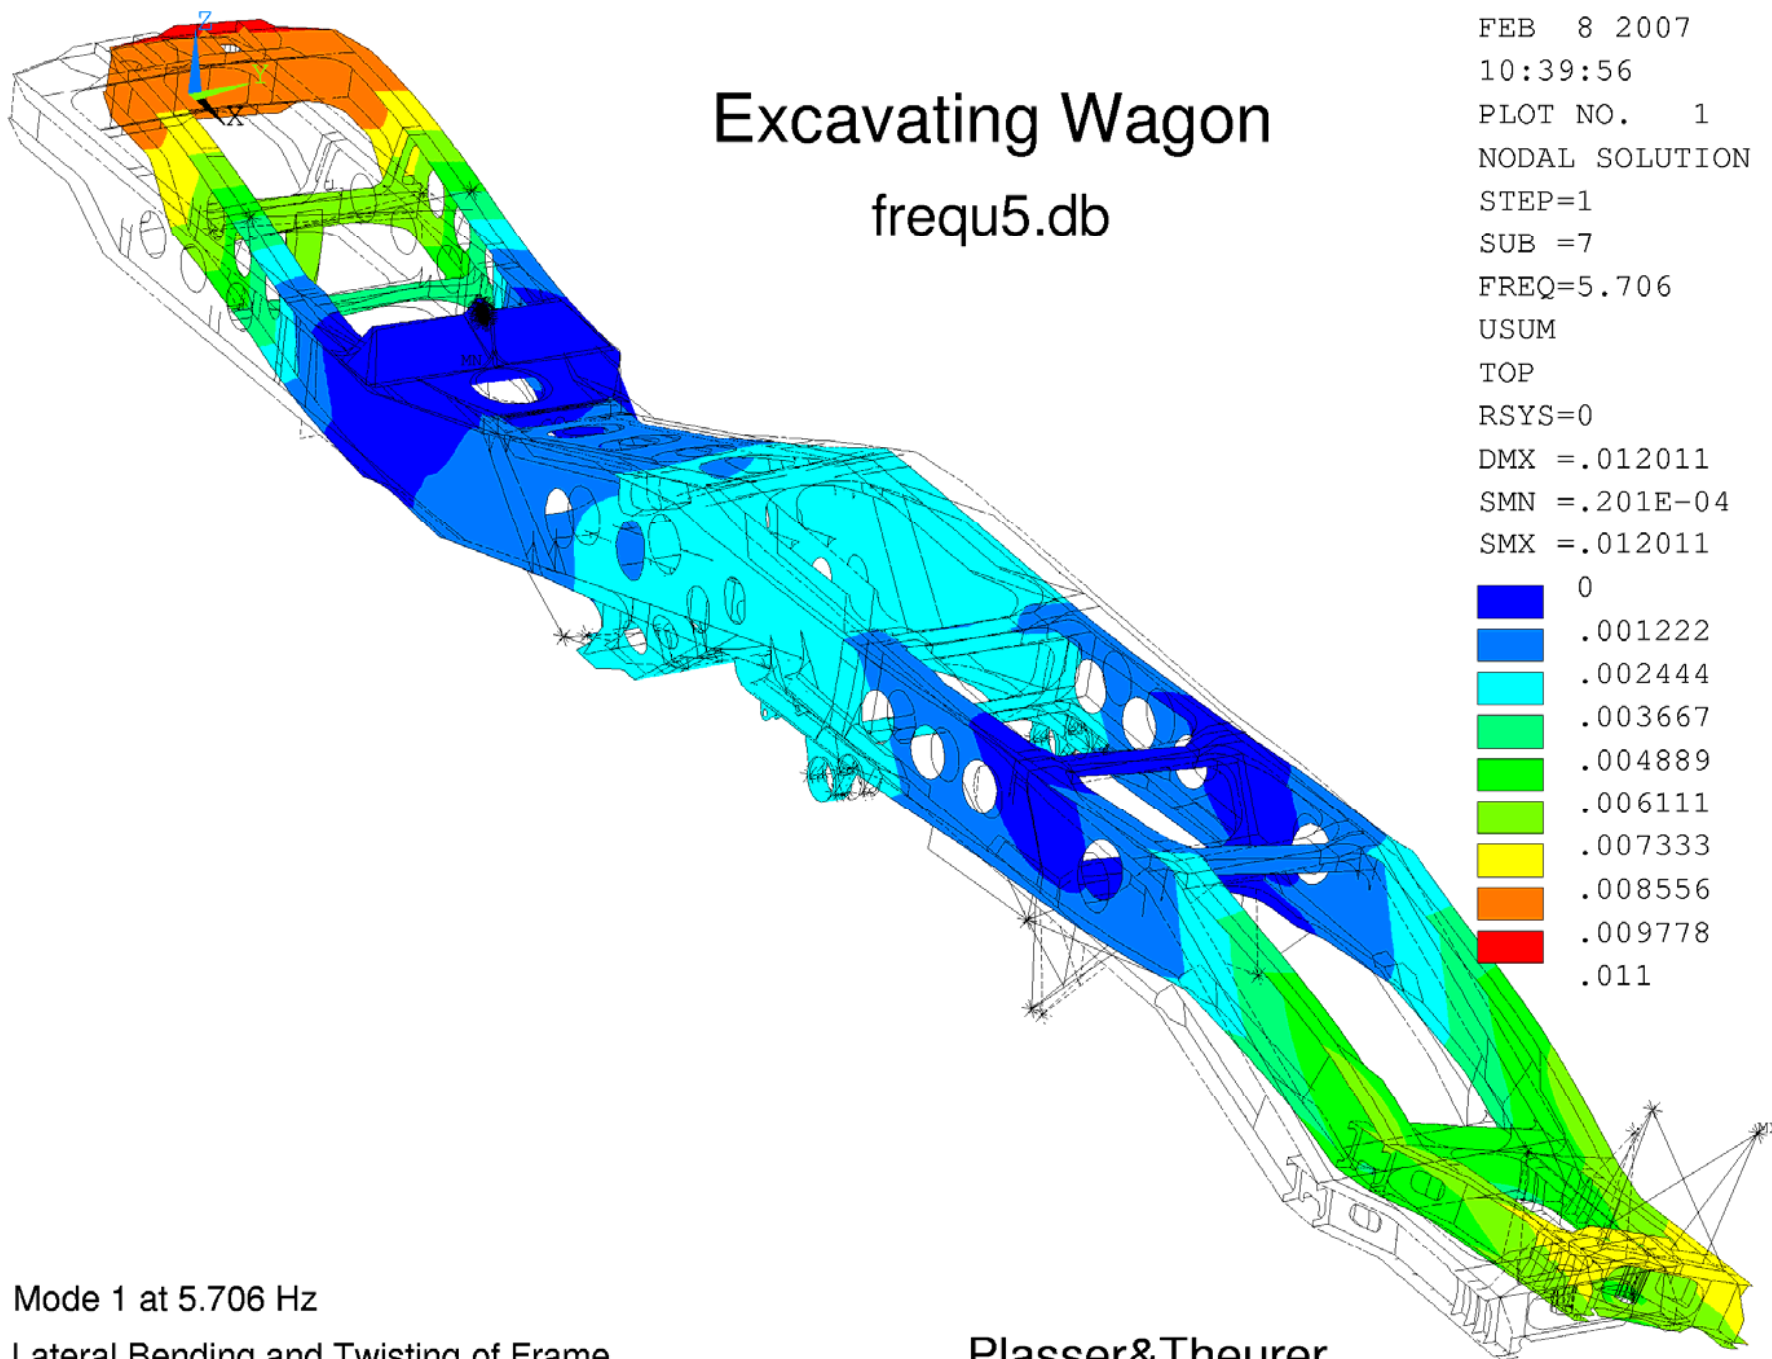 Excavating Wagon
frequ5.db
FEB 8 2007
10:39:56
PLOT NO. 1
NODAL SOLUTION
STEP=1
SUB =7
FREQ=5.706
USUM
TOP
RSYS=0
DMX =.012011
SMN =.201E-04
SMX =.012011
0
.001222
.002444
.003667
.004889
.006111
.007333
.008556
.009778
.011
Z
Y
X
MN
MX
Mode 1 at 5.706 Hz
Lateral Bending and Twisting of Frame
Plasser&Theurer